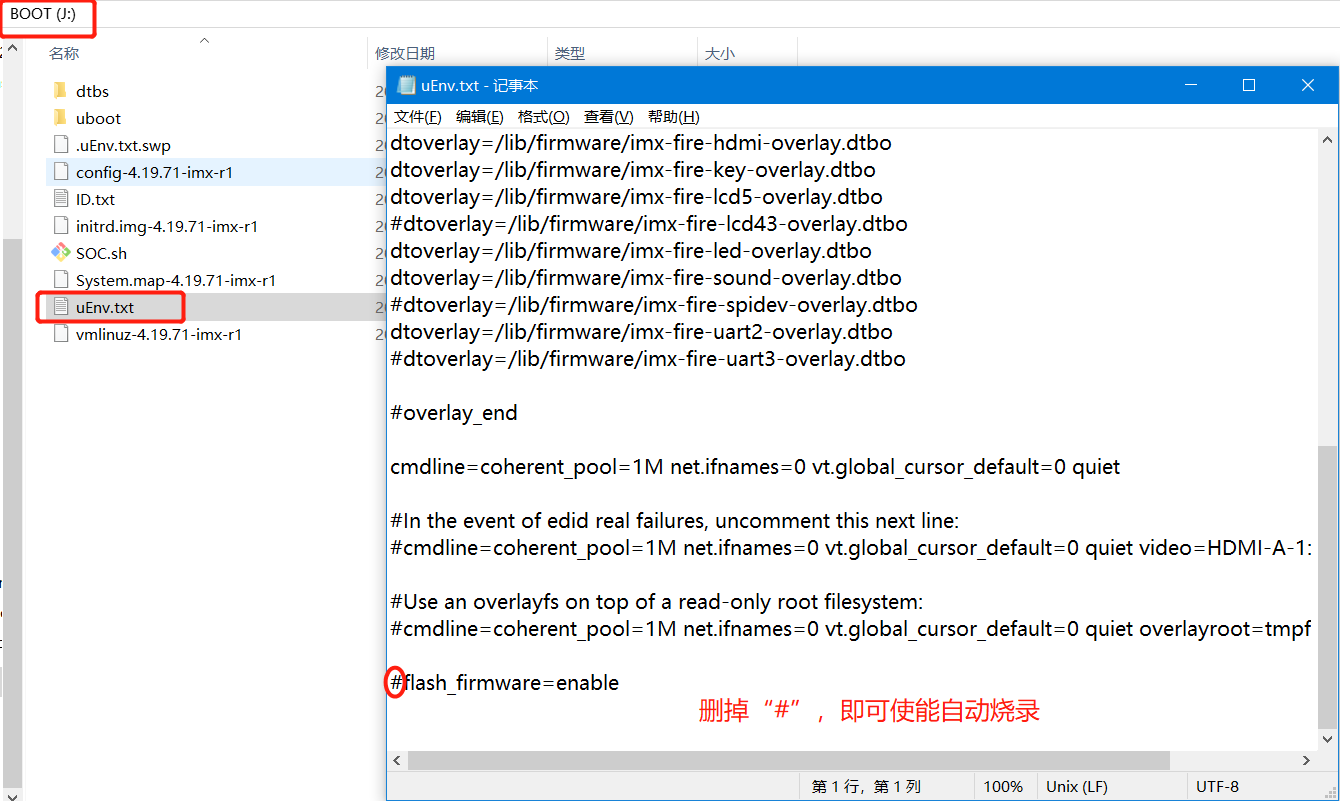 BOOT (J:)
名称
修改日期
类型
大小
dtbs
uboot
.uEnv.txt.swp
config-4.19.71-imx-r1
ID.txt
initrd.img-4.19.71-imx-r1
SOC.sh
System.map-4.19.71-imx-r1
uEnv.txt
vmlinuz-4.19.71-imx-r1
uEnv.txt - 记事本
文件(F) 编辑(E) 格式(O) 查看(V) 帮助(H)
dtoverlay=/lib/firmware/imx-fire-hdmi-overlay.dtbo
dtoverlay=/lib/firmware/imx-fire-key-overlay.dtbo
dtoverlay=/lib/firmware/imx-fire-lcd5-overlay.dtbo
#dtoverlay=/lib/firmware/imx-fire-lcd43-overlay.dtbo
dtoverlay=/lib/firmware/imx-fire-led-overlay.dtbo
dtoverlay=/lib/firmware/imx-fire-sound-overlay.dtbo
#dtoverlay=/lib/firmware/imx-fire-spidev-overlay.dtbo
dtoverlay=/lib/firmware/imx-fire-uart2-overlay.dtbo
#dtoverlay=/lib/firmware/imx-fire-uart3-overlay.dtbo
#overlay_end
cmdline=coherent_pool=1M net.ifnames=0 vt.global_cursor_default=0 quiet
#In the event of edid real failures, uncomment this next line:
#cmdline=coherent_pool=1M net.ifnames=0 vt.global_cursor_default=0 quiet video=HDMI-A-1:
#Use an overlayfs on top of a read-only root filesystem:
#cmdline=coherent_pool=1M net.ifnames=0 vt.global_cursor_default=0 quiet overlayroot=tmpf
#flash_firmware=enable
删掉“#”，即可使能自动烧录
第 1 行，第 1 列
100%
Unix (LF)
UTF-8